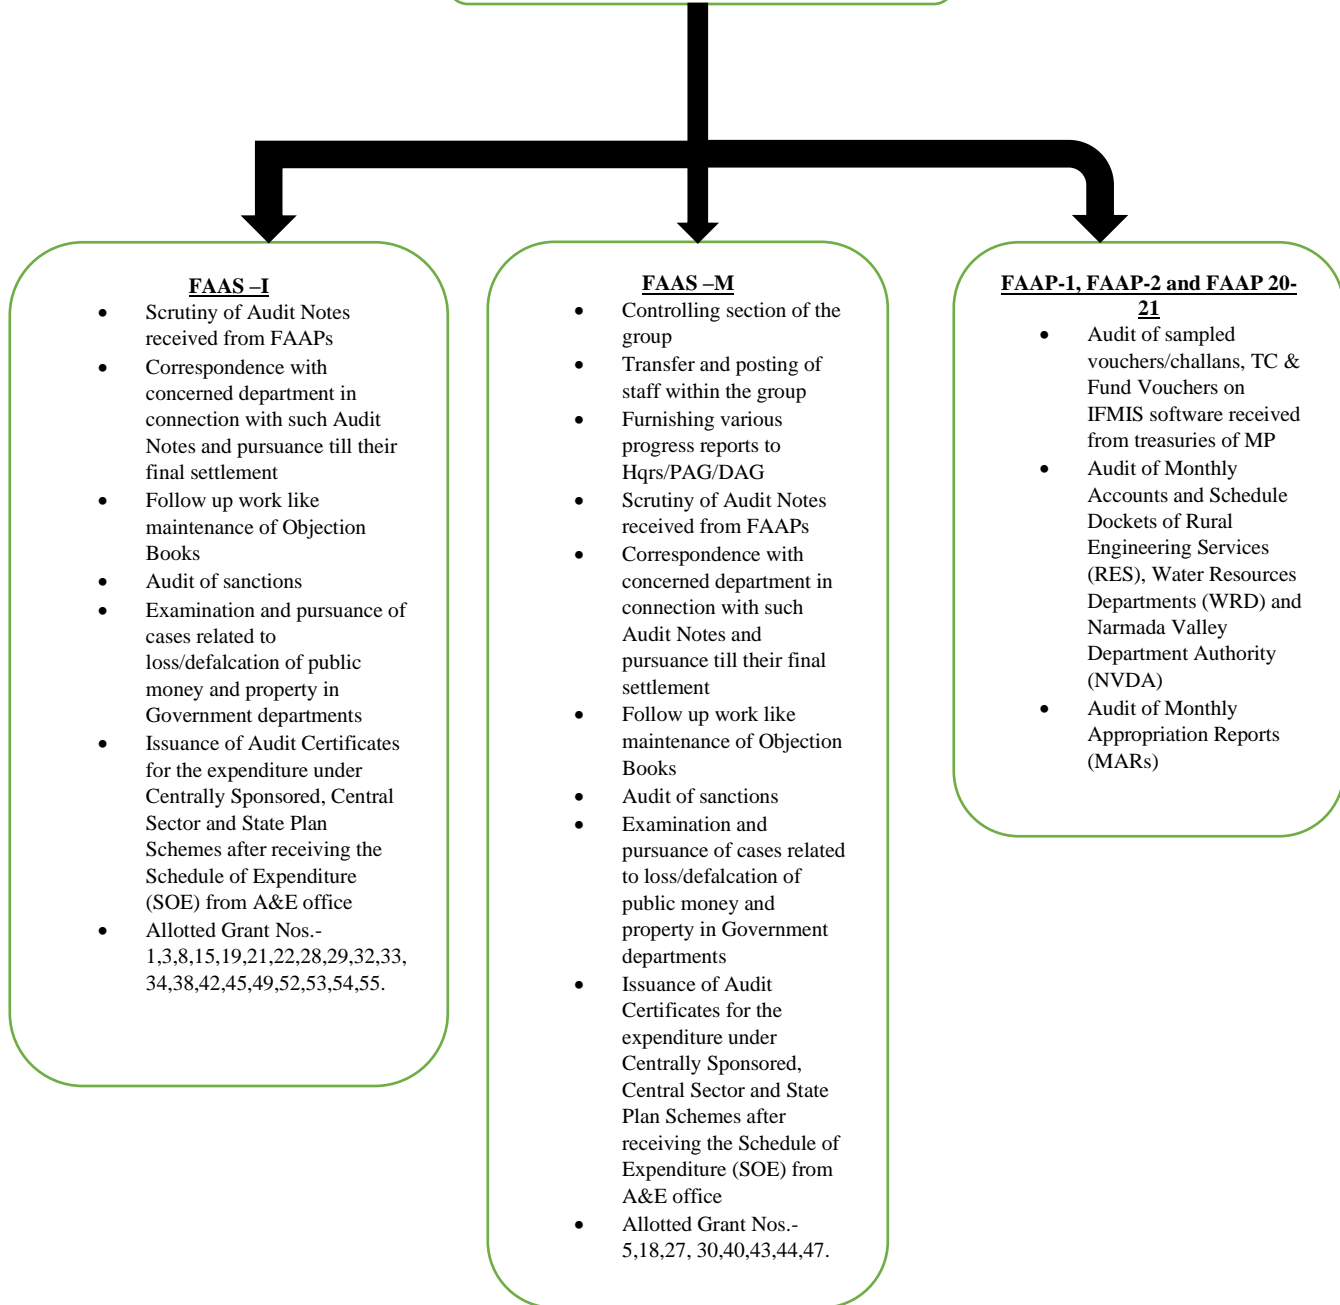 FAAS –I
• Scrutiny of Audit Notes
received from FAAPs
• Correspondence with
concerned department in
connection with such Audit
Notes and pursuance till their
final settlement
• Follow up work like
maintenance of Objection
Books
• Audit of sanctions
• Examination and pursuance of
cases related to
loss/defalcation of public
money and property in
Government departments
• Issuance of Audit Certificates
for the expenditure under
Centrally Sponsored, Central
Sector and State Plan
Schemes after receiving the
Schedule of Expenditure
(SOE) from A&E office
• Allotted Grant Nos.-
1,3,8,15,19,21,22,28,29,32,33,
34,38,42,45,49,52,53,54,55.
FAAS –M
• Controlling section of the
group
• Transfer and posting of
staff within the group
• Furnishing various
progress reports to
Hqrs/PAG/DAG
• Scrutiny of Audit Notes
received from FAAPs
• Correspondence with
concerned department in
connection with such
Audit Notes and
pursuance till their final
settlement
• Follow up work like
maintenance of Objection
Books
• Audit of sanctions
• Examination and
pursuance of cases related
to loss/defalcation of
public money and
property in Government
departments
• Issuance of Audit
Certificates for the
expenditure under
Centrally Sponsored,
Central Sector and State
Plan Schemes after
receiving the Schedule of
Expenditure (SOE) from
A&E office
• Allotted Grant Nos.-
5,18,27, 30,40,43,44,47.
FAAP-1, FAAP-2 and FAAP 20-
21
• Audit of sampled
vouchers/challans, TC &
Fund Vouchers on
IFMIS software received
from treasuries of MP
• Audit of Monthly
Accounts and Schedule
Dockets of Rural
Engineering Services
(RES), Water Resources
Departments (WRD) and
Narmada Valley
Department Authority
(NVDA)
• Audit of Monthly
Appropriation Reports
(MARs)